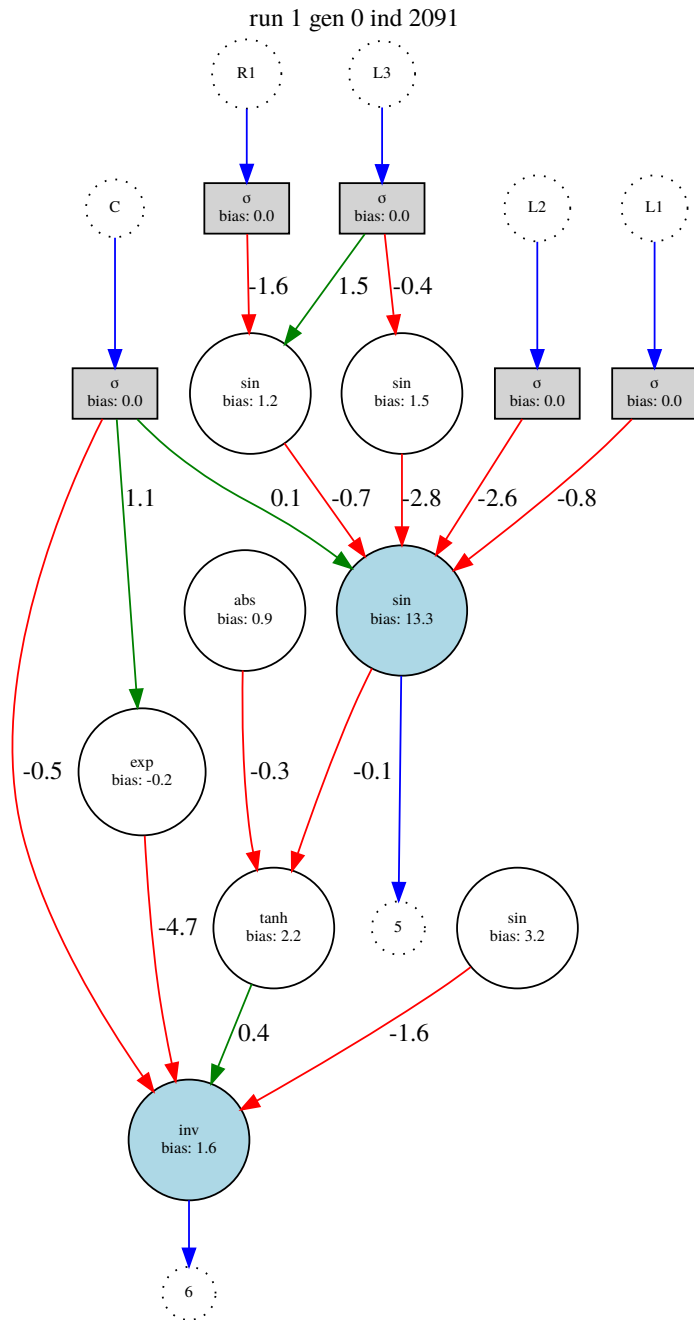 run 1 gen 0 ind 2091
R1
L3
C
σ
bias: 0.0
σ
bias: 0.0
L2
L1
-1.6
1.5
-0.4
σ
bias: 0.0
sin
bias: 1.2
sin
bias: 1.5
σ
bias: 0.0
σ
bias: 0.0
1.1
0.1
-0.7
-2.8
-2.6
-0.8
abs
bias: 0.9
sin
bias: 13.3
-0.5
exp
bias: -0.2
-0.3
-0.1
-4.7
tanh
bias: 2.2
5
sin
bias: 3.2
0.4
-1.6
inv
bias: 1.6
6